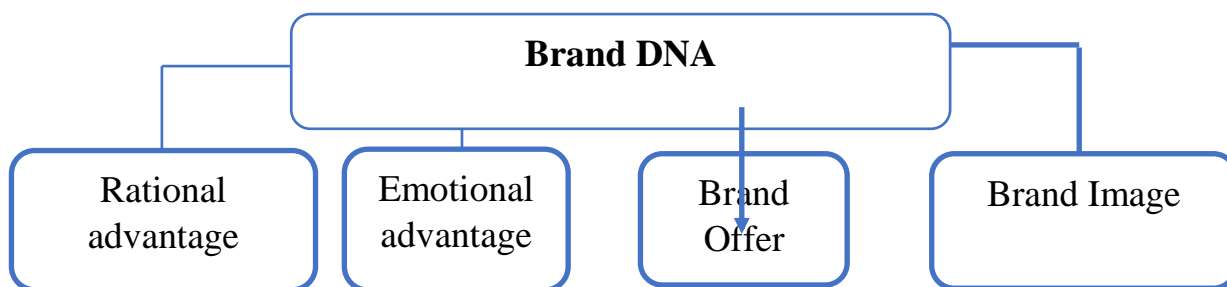 Brand DNA
Rational
advantage
Emotional
advantage
Brand
Offer
Brand Image